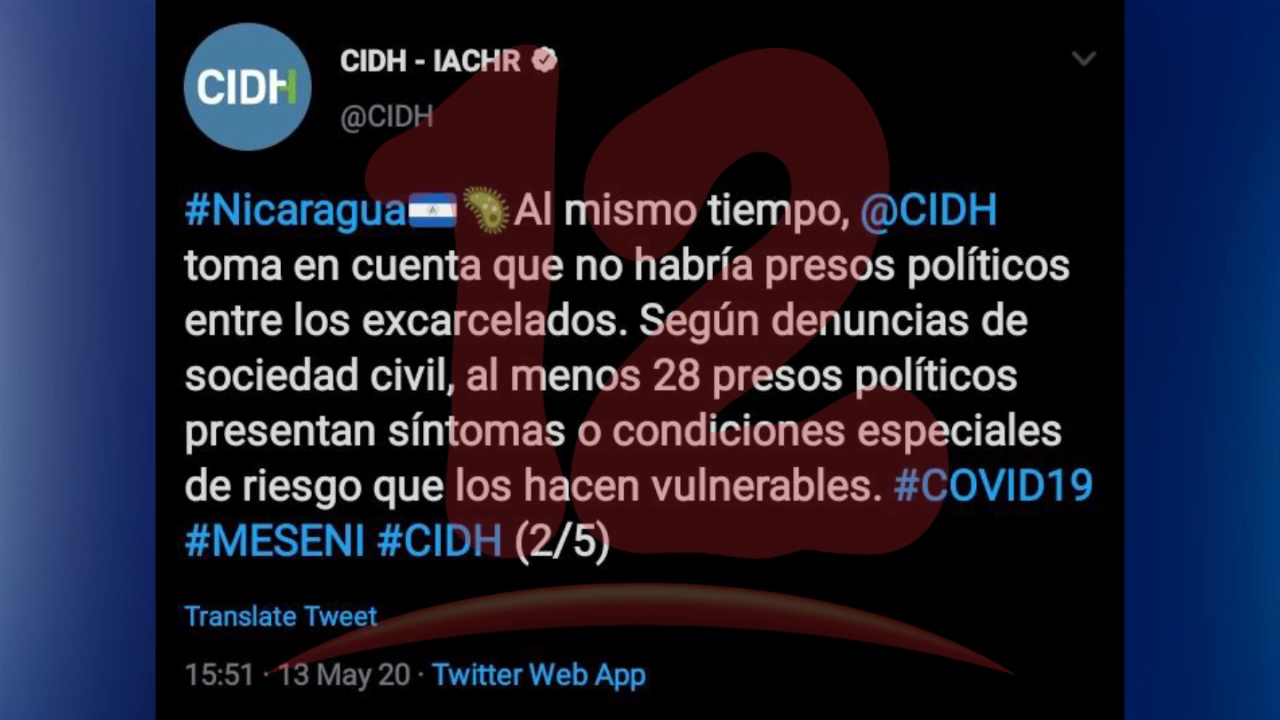 CIDH
CIDH - IACHR
@CIDH
#Nicaragua🇳🇮🦠Al mismo tiempo, @CIDH
toma en cuenta que no habría presos políticos
entre los excarcelados. Según denuncias de
sociedad civil, al menos 28 presos políticos
presentan síntomas o condiciones especiales
de riesgo que los hacen vulnerables. #COVID19
#MESENI #CIDH (2/5)
Translate Tweet
15:51 · 13 May 20 · Twitter Web App
12